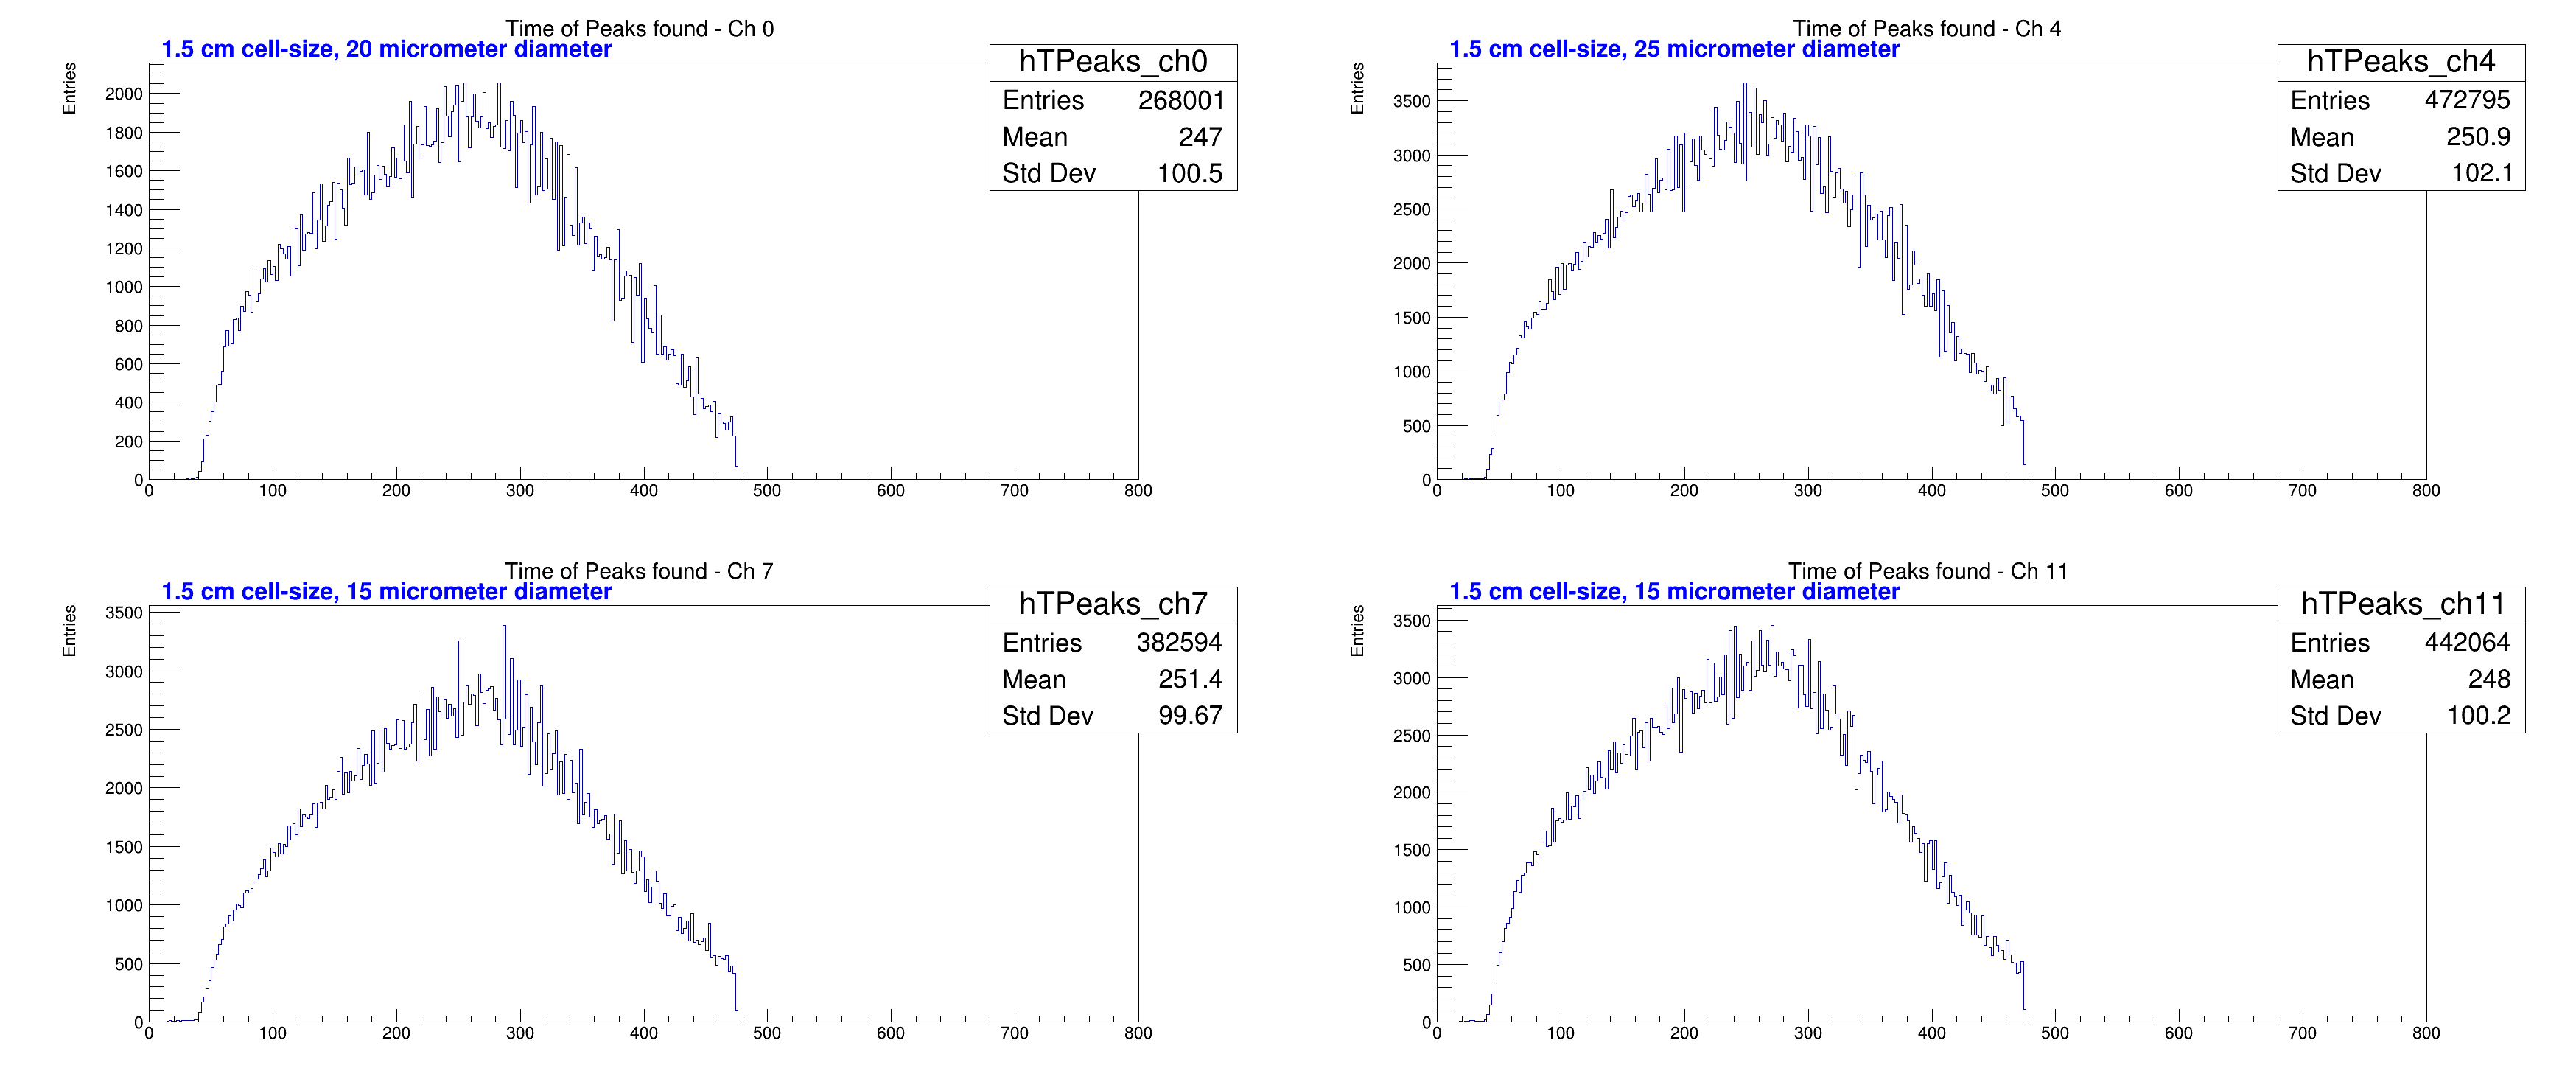 Time of Peaks found - Ch 0
1.5 cm cell-size, 20 micrometer diameter
Entries
hTPeaks_ch0
Entries 268001
Mean 247
Std Dev 100.5
2000
1800
1600
1400
1200
1000
800
600
400
200
0
0 100 200 300 400 500 600 700 800
Time of Peaks found - Ch 4
1.5 cm cell-size, 25 micrometer diameter
Entries
hTPeaks_ch4
Entries 472795
Mean 250.9
Std Dev 102.1
3500
3000
2500
2000
1500
1000
500
0
0 100 200 300 400 500 600 700 800
Time of Peaks found - Ch 7
1.5 cm cell-size, 15 micrometer diameter
Entries
hTPeaks_ch7
Entries 382594
Mean 251.4
Std Dev 99.67
3500
3000
2500
2000
1500
1000
500
0
0 100 200 300 400 500 600 700 800
Time of Peaks found - Ch 11
1.5 cm cell-size, 15 micrometer diameter
Entries
hTPeaks_ch11
Entries 442064
Mean 248
Std Dev 100.2
3500
3000
2500
2000
1500
1000
500
0
0 100 200 300 400 500 600 700 800